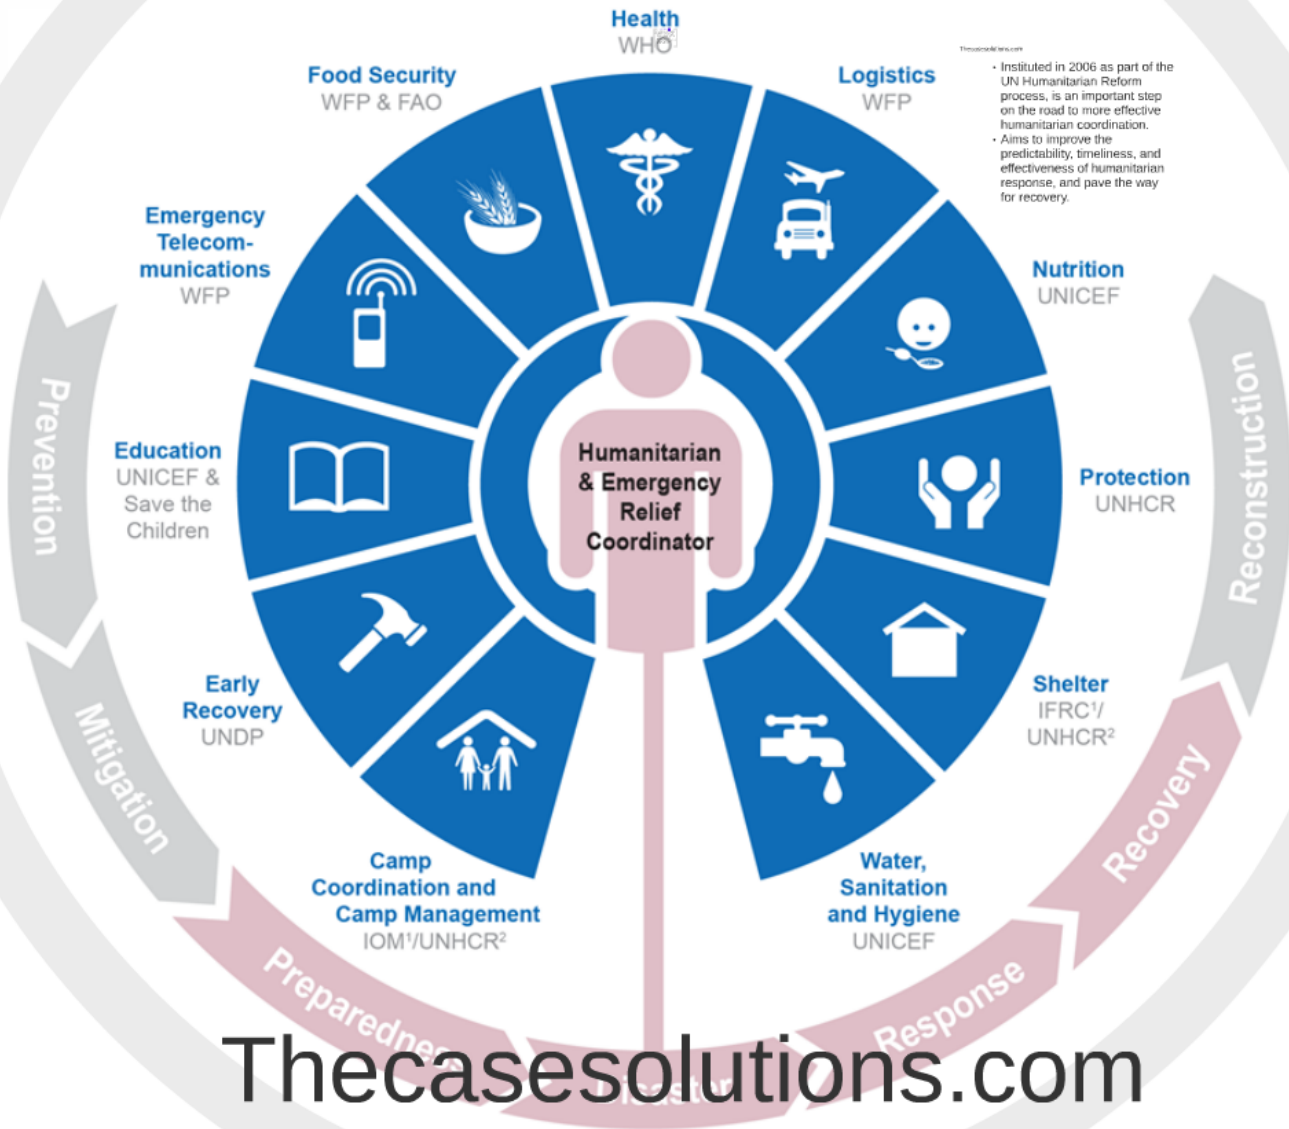 Health
WHO
Food Security
WFP & FAO
Logistics
WFP
Thecasesolutions.com
• Instituted in 2006 as part of the
UN Humanitarian Reform
process, is an important step
on the road to more effective
humanitarian coordination.
• Aims to improve the
predictability, timeliness, and
effectiveness of humanitarian
response, and pave the way
for recovery.
Emergency
Telecom-
munications
WFP
Nutrition
UNICEF
Education
UNICEF &
Save the
Children
Humanitarian
& Emergency
Relief
Coordinator
Protection
UNHCR
Early
Recovery
UNDP
Shelter
IFRC¹/
UNHCR²
Camp
Coordination and
Camp Management
IOM¹/UNHCR²
Water,
Sanitation
and Hygiene
UNICEF
Prevention
Mitigation
Preparedness
Disaster
Response
Recovery
Reconstruction
Thecasesolutions.com